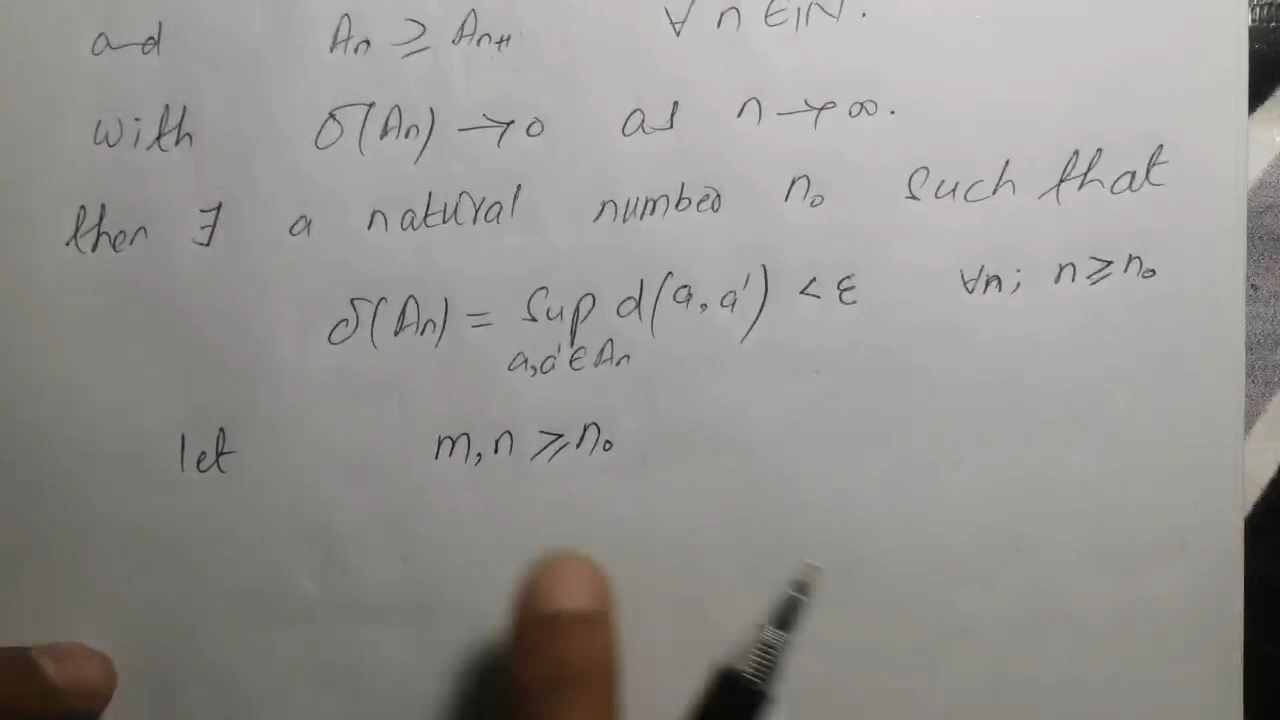 and An ≥ An+1 ∀ n ∈ IN.
with δ(An) → 0 as n → ∞.
then ∃ a natural number n₀ such that
δ(An) = Sup d(a, a') < ε ∀n; n ≥ n₀
a,a' ∈ An
let m, n ≥ n₀